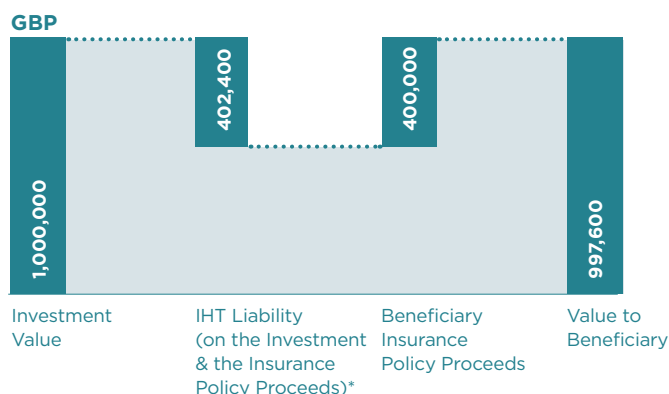 GBP
1,000,000
402,400
400,000
997,600
Investment
Value
IHT Liability
(on the Investment
& the Insurance
Policy Proceeds)*
Beneficiary
Insurance
Policy Proceeds
Value to
Beneficiary